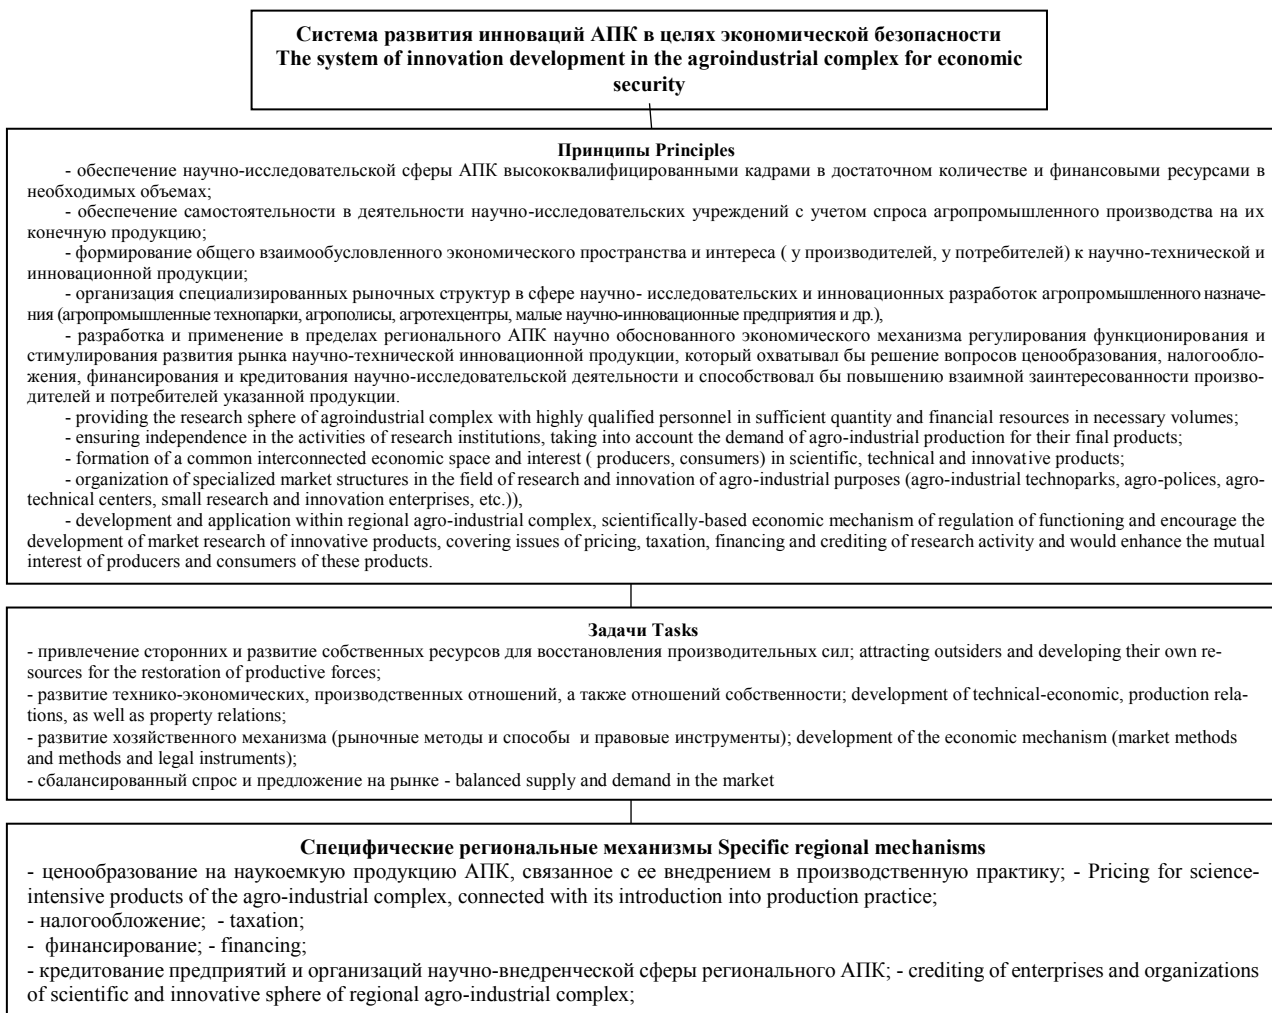 Система развития инноваций АПК в целях экономической безопасности
The system of innovation development in the agroindustrial complex for economic
security
Принципы Principles
- обеспечение научно-исследовательской сферы АПК высококвалифицированными кадрами в достаточном количестве и финансовыми ресурсами в
необходимых объемах;
- обеспечение самостоятельности в деятельности научно-исследовательских учреждений с учетом спроса агропромышленного производства на их
конечную продукцию;
- формирование общего взаимообусловленного экономического пространства и интереса ( у производителей, у потребителей) к научно-технической и
инновационной продукции;
- организация специализированных рыночных структур в сфере научно- исследовательских и инновационных разработок агропромышленного назначе-
ния (агропромышленные технопарки, агрополисы, агротехцентры, малые научно-инновационные предприятия и др.),
- разработка и применение в пределах регионального АПК научно обоснованного экономического механизма регулирования функционирования и
стимулирования развития рынка научно-технической инновационной продукции, который охватывал бы решение вопросов ценообразования, налогообло-
жения, финансирования и кредитования научно-исследовательской деятельности и способствовал бы повышению взаимной заинтересованности произво-
дителей и потребителей указанной продукции.
- providing the research sphere of agroindustrial complex with highly qualified personnel in sufficient quantity and financial resources in necessary volumes;
- ensuring independence in the activities of research institutions, taking into account the demand of agro-industrial production for their final products;
- formation of a common interconnected economic space and interest ( producers, consumers) in scientific, technical and innovative products;
- organization of specialized market structures in the field of research and innovation of agro-industrial purposes (agro-industrial technoparks, agro-polices, agro-
technical centers, small research and innovation enterprises, etc.)),
- development and application within regional agro-industrial complex, scientifically-based economic mechanism of regulation of functioning and encourage the
development of market research of innovative products, covering issues of pricing, taxation, financing and crediting of research activity and would enhance the mutual
interest of producers and consumers of these products.
Задачи Tasks
- привлечение сторонних и развитие собственных ресурсов для восстановления производительных сил; attracting outsiders and developing their own re-
sources for the restoration of productive forces;
- развитие технико-экономических, производственных отношений, а также отношений собственности; development of technical-economic, production rela-
tions, as well as property relations;
- развитие хозяйственного механизма (рыночные методы и способы и правовые инструменты); development of the economic mechanism (market methods
and methods and legal instruments);
- сбалансированный спрос и предложение на рынке - balanced supply and demand in the market
Специфические региональные механизмы Specific regional mechanisms
- ценообразование на наукоемкую продукцию АПК, связанное с ее внедрением в производственную практику; - Pricing for science-
intensive products of the agro-industrial complex, connected with its introduction into production practice;
- налогообложение; - taxation;
- финансирование; - financing;
- кредитование предприятий и организаций научно-внедренческой сферы регионального АПК; - crediting of enterprises and organizations
of scientific and innovative sphere of regional agro-industrial complex;